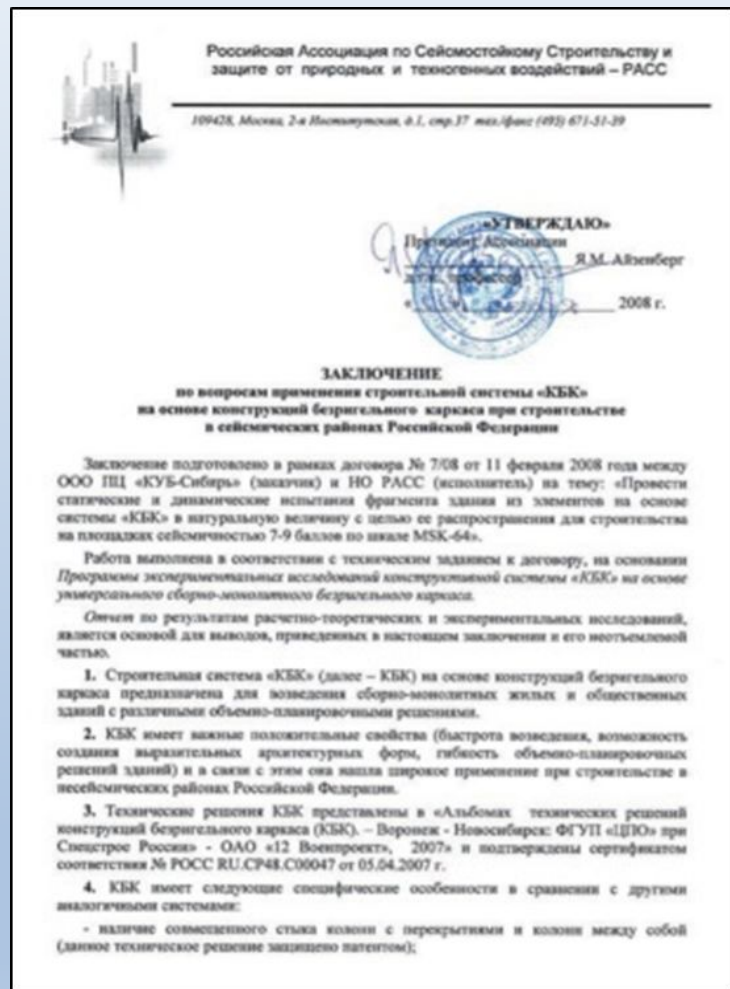 Российская Ассоциация по Сейсмостойкому Строительству и
защите от природных и техногенных воздействий – РАСС
109428, Москва, 2-я Институтская, д.1, стр.37 тел./факс (495) 671-51-39
«УТВЕРЖДАЮ»
Президент Ассоциации
Я.М. Айзенберг
профессор
2008 г.
ЗАКЛЮЧЕНИЕ
по вопросам применения строительной системы «КБК»
на основе конструкций безригельного каркаса при строительстве
в сейсмических районах Российской Федерации
Заключение подготовлено в рамках договора № 7/08 от 11 февраля 2008 года между
ООО ПЦ «КУБ-Сибирь» (заказчик) и НО РАСС (исполнитель) на тему: «Провести
статические и динамические испытания фрагмента здания из элементов на основе
системы «КБК» в натуральную величину с целью ее распространения для строительства
на площадках сейсмичностью 7-9 баллов по шкале MSK-64».
Работа выполнена в соответствии с техническим заданием к договору, на основании
Программы экспериментальных исследований конструктивной системы «КБК» на основе
универсального сборно-монолитного безригельного каркаса.
Отчет по результатам расчетно-теоретических и экспериментальных исследований,
является основой для выводов, приведенных в настоящем заключении и его неотъемлемой
частью.
1. Строительная система «КБК» (далее – КБК) на основе конструкций безригельного
каркаса предназначена для возведения сборно-монолитных жилых и общественных
зданий с различными объемно-планировочными решениями.
2. КБК имеет важные положительные свойства (быстрота возведения, возможность
создания выразительных архитектурных форм, гибкость объемно-планировочных
решений зданий) и в связи с этим она нашла широкое применение при строительстве в
несейсмических районах Российской Федерации.
3. Технические решения КБК представлены в «Альбомах технических решений
конструкций безригельного каркаса (КБК). – Воронеж - Новосибирск: ФГУП «ЦПО» при
Спецстрое России» - ОАО «12 Военпроект», 2007» и подтверждены сертификатом
соответствия № РОСС RU.СР48.С00047 от 05.04.2007 г.
4. КБК имеет следующие специфические особенности в сравнении с другими
аналогичными системами:
- наличие совмещенного стыка колонн с перекрытиями и колонн между собой
(данное техническое решение защищено патентом);